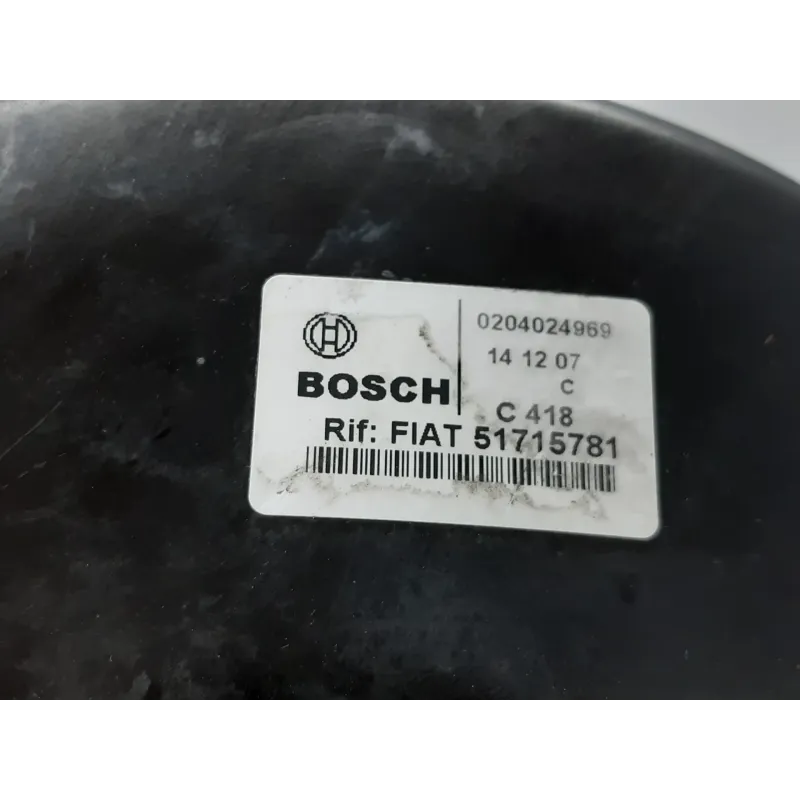 BOSCH
0204024969
14 12 07
C
C 418
Rif: FIAT 51715781